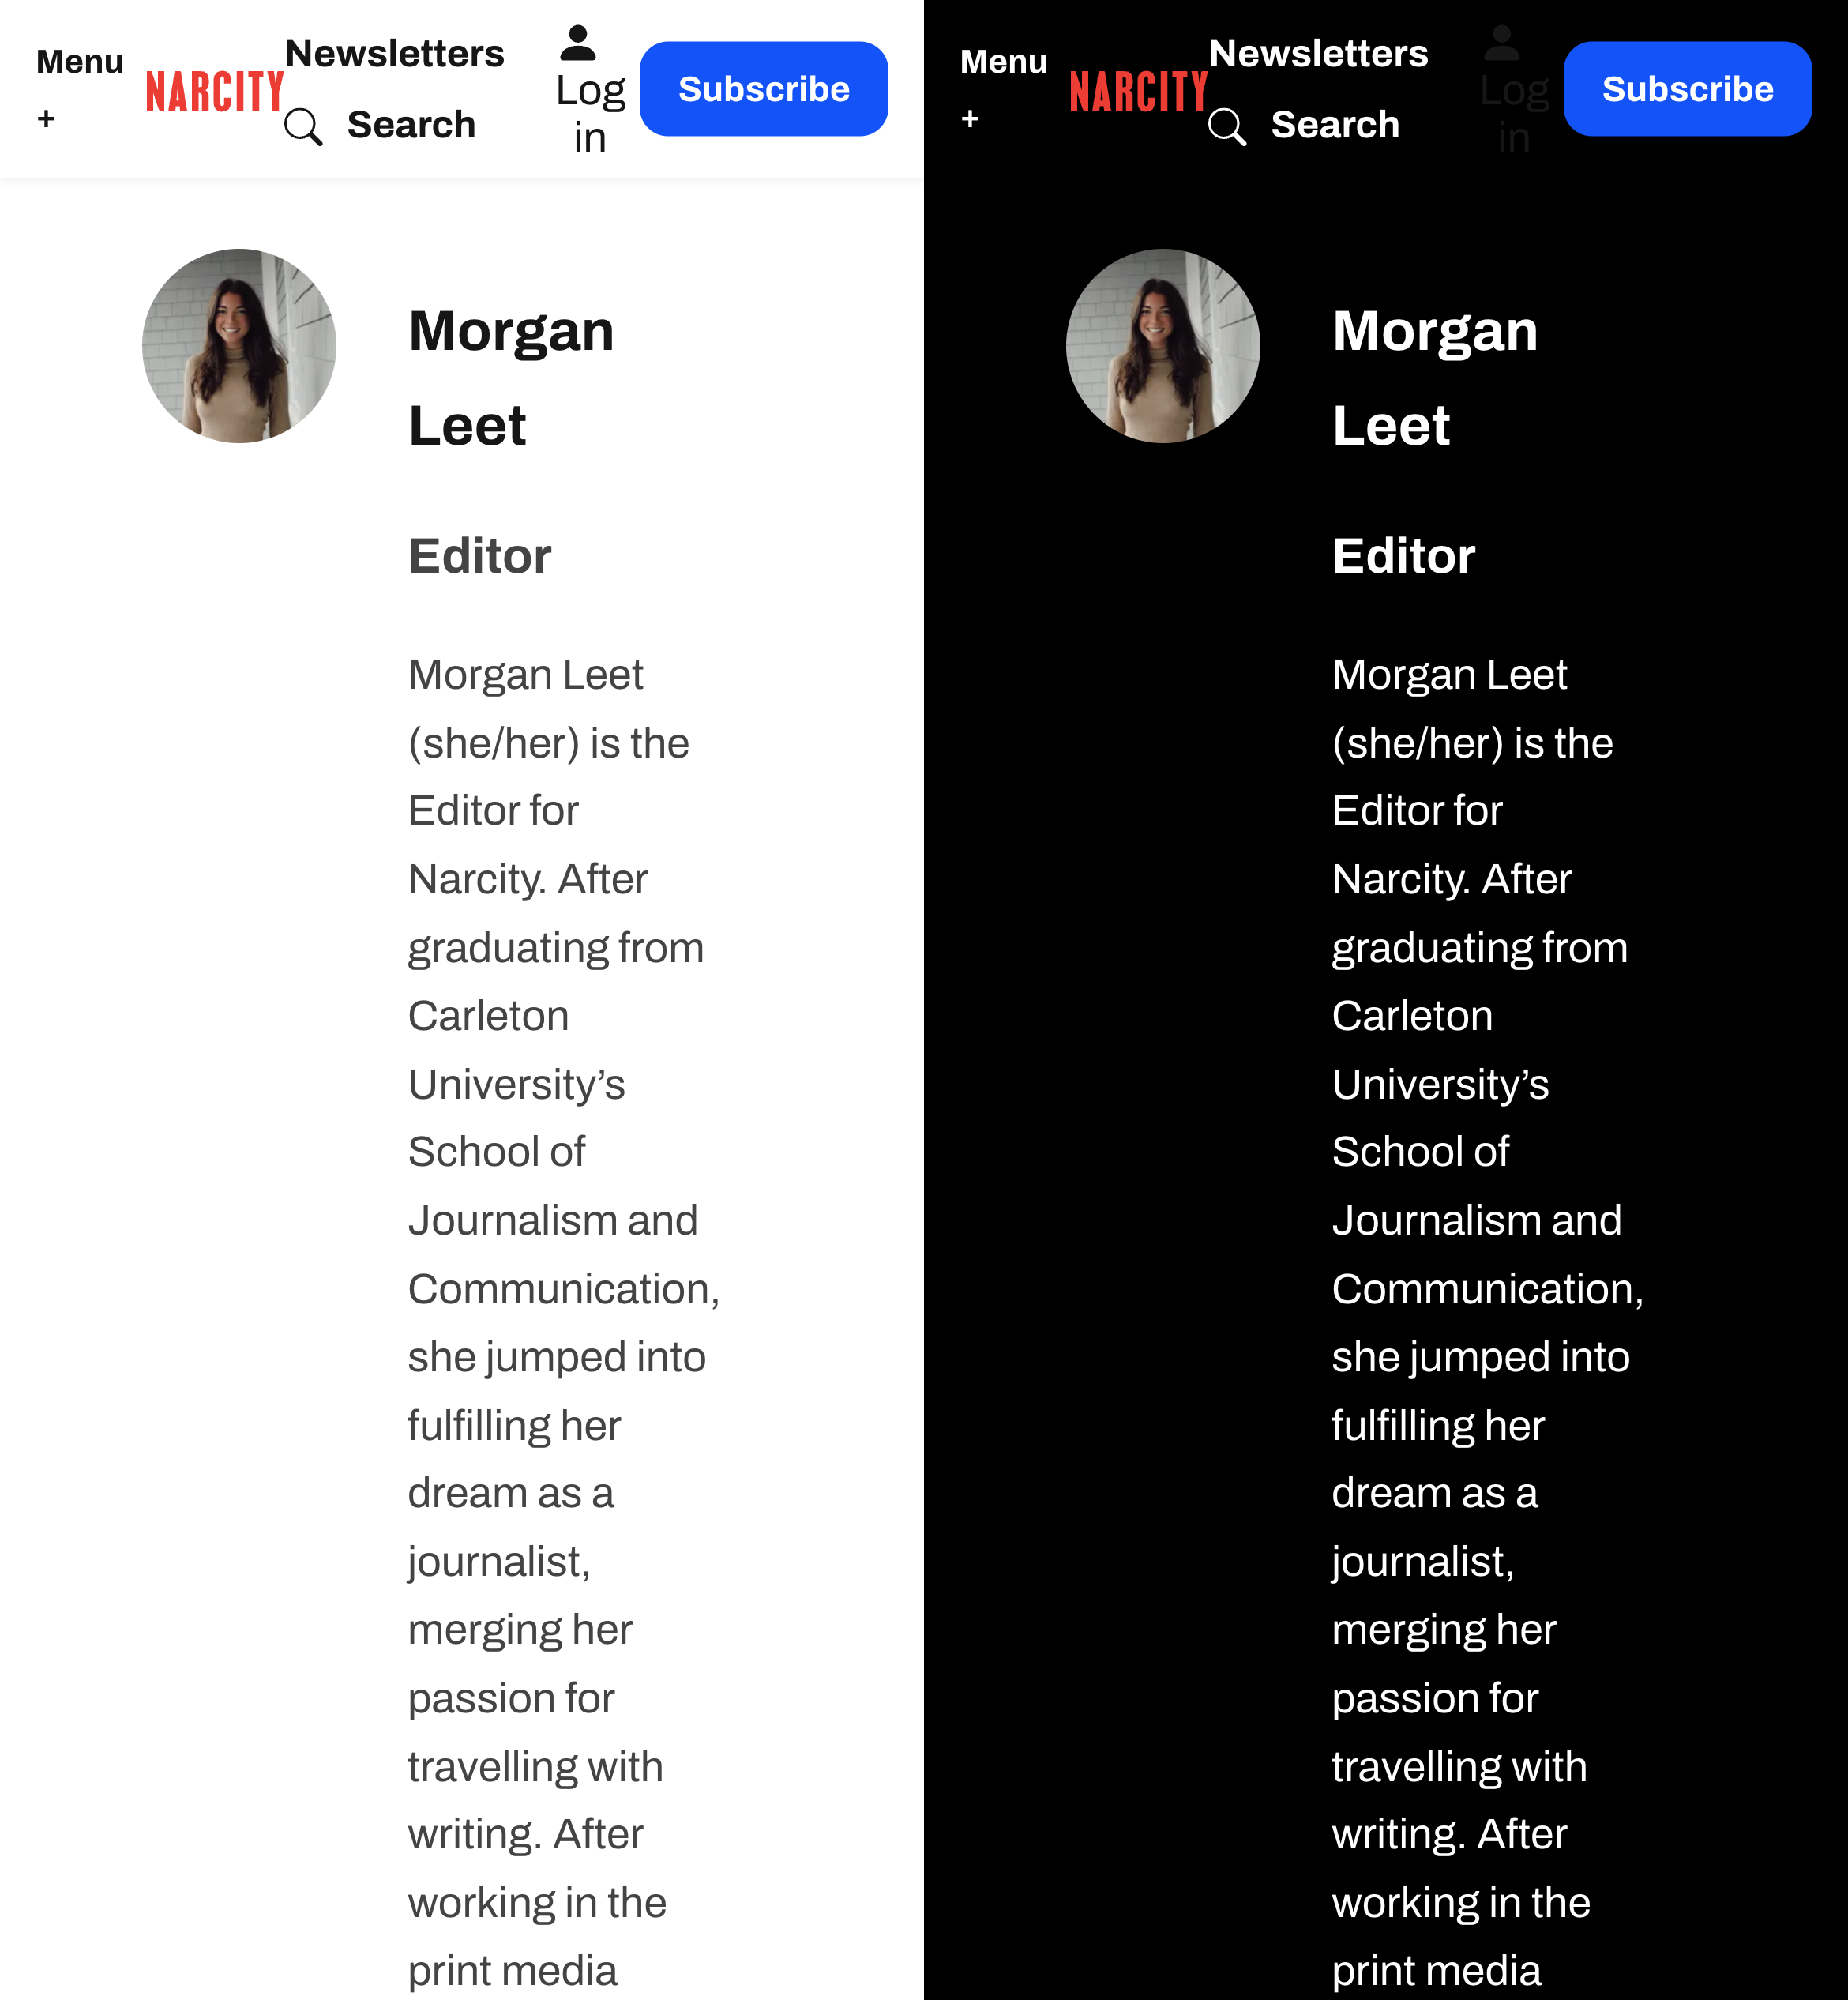 Menu
+
NARCITY
Newsletters
Search
Log
in
Subscribe
Morgan
Leet
Editor
Morgan Leet
(she/her) is the
Editor for
Narcity. After
graduating from
Carleton
University’s
School of
Journalism and
Communication,
she jumped into
fulfilling her
dream as a
journalist,
merging her
passion for
travelling with
writing. After
working in the
print media
Menu
+
NARCITY
Newsletters
Search
Log
in
Subscribe
Morgan
Leet
Editor
Morgan Leet
(she/her) is the
Editor for
Narcity. After
graduating from
Carleton
University’s
School of
Journalism and
Communication,
she jumped into
fulfilling her
dream as a
journalist,
merging her
passion for
travelling with
writing. After
working in the
print media